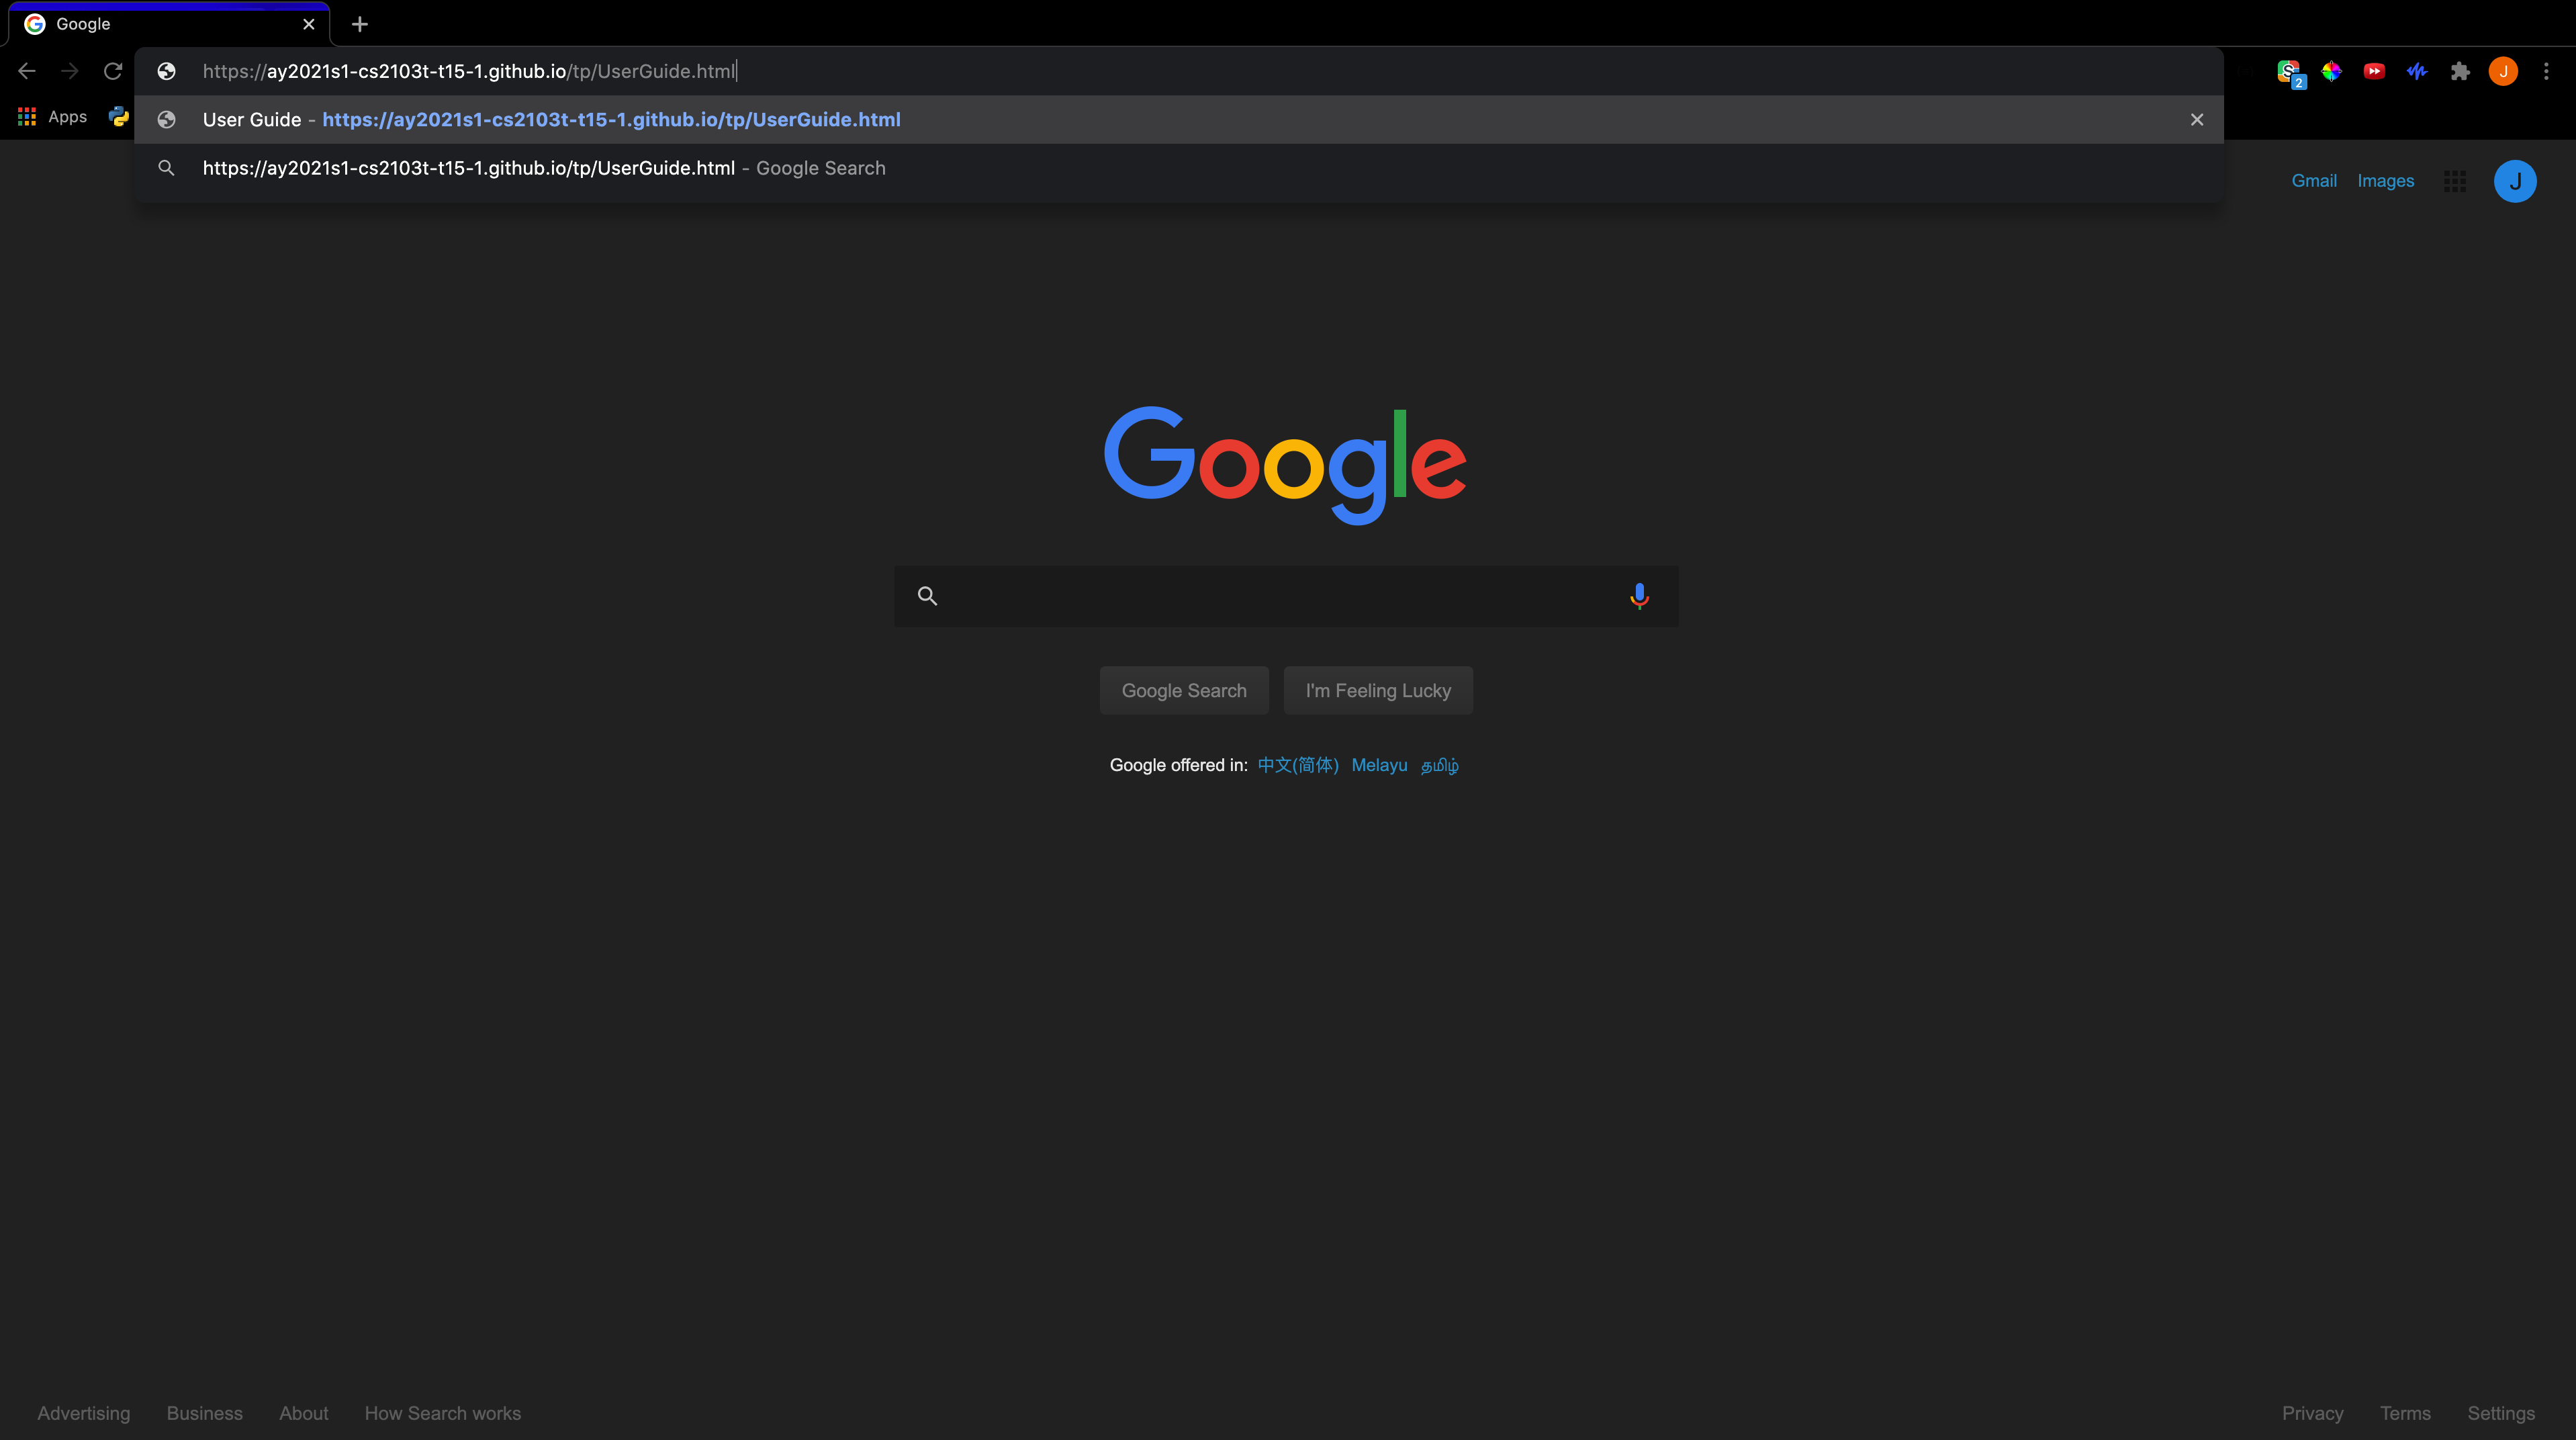 Google
https://ay2021s1-cs2103t-t15-1.github.io/tp/UserGuide.html
2
J
Apps
User Guide - https://ay2021s1-cs2103t-t15-1.github.io/tp/UserGuide.html
https://ay2021s1-cs2103t-t15-1.github.io/tp/UserGuide.html - Google Search
Gmail Images J
Google
Google Search I'm Feeling Lucky
Google offered in: 中文(简体) Melayu தமிழ்
Advertising Business About How Search works Privacy Terms Settings